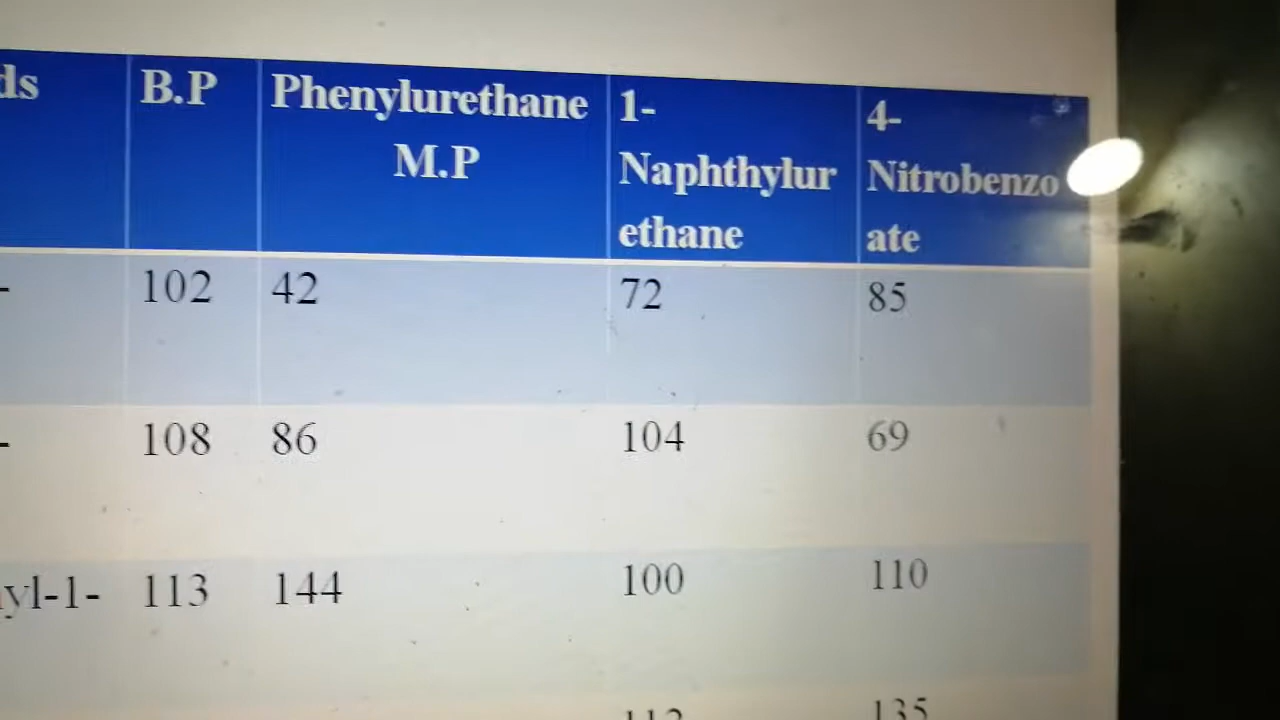 ds B.P Phenylurethane 1- 4-
M.P Naphthylur Nitrobenzo
ethane ate
- 102 42 72 85
- 108 86 104 69
yl-1- 113 144 100 110
135